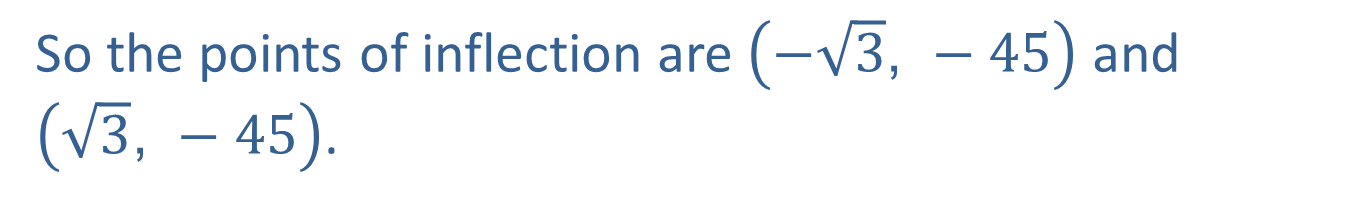 So the points of inflection are (−√3, − 45) and
(√3, − 45).